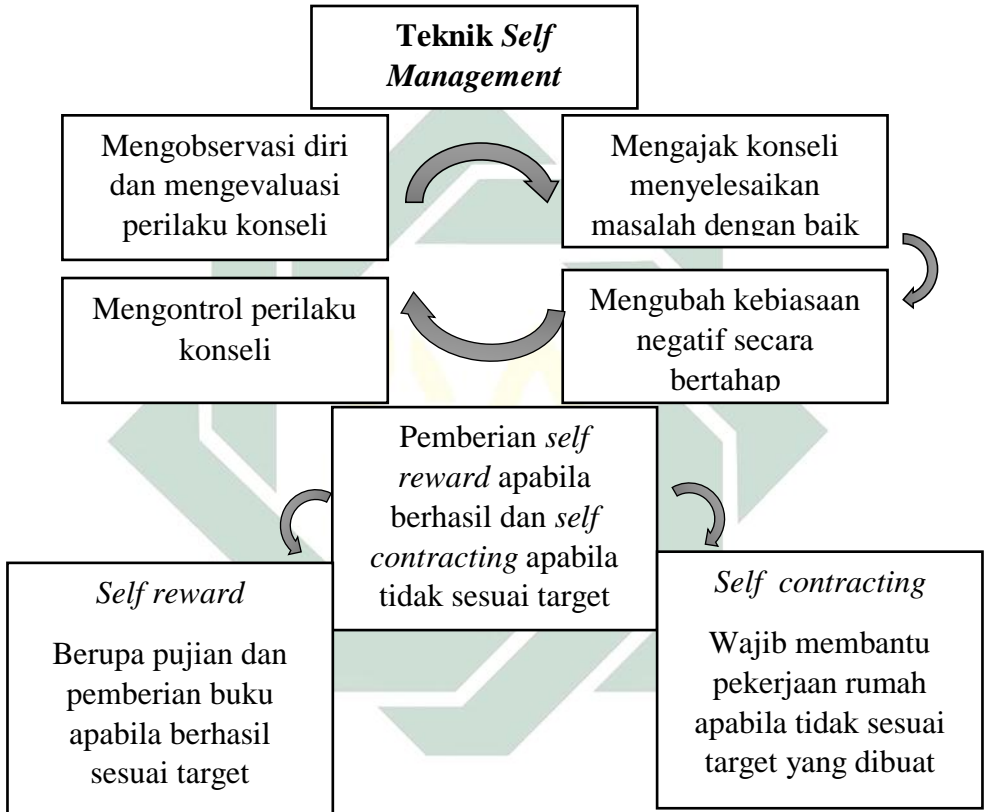 Teknik Self
Management
Mengobservasi diri
dan mengevaluasi
perilaku konseli
Mengajak konseli
menyelesaikan
masalah dengan baik
Mengubah kebiasaan
negatif secara
bertahap
Mengontrol perilaku
konseli
Pemberian self
reward apabila
berhasil dan self
contracting apabila
tidak sesuai target
Self reward
Berupa pujian dan
pemberian buku
apabila berhasil
sesuai target
Self contracting
Wajib membantu
pekerjaan rumah
apabila tidak sesuai
target yang dibuat